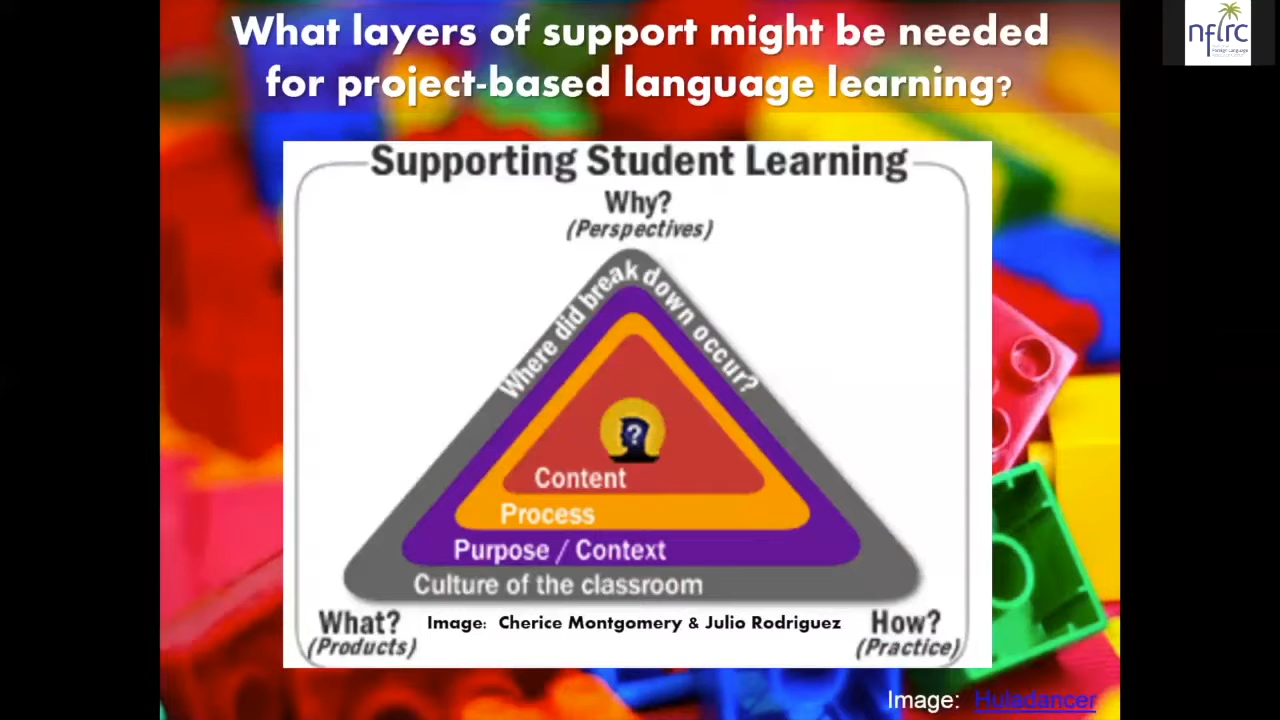 What layers of support might be needed
for project-based language learning?
nflrc
Foreign Language
Supporting Student Learning
Why?
(Perspectives)
Where did break down occur?
?
Content
Process
Purpose / Context
Culture of the classroom
What?
(Products)
Image: Cherice Montgomery & Julio Rodriguez
How?
(Practice)
Image: Huladancer